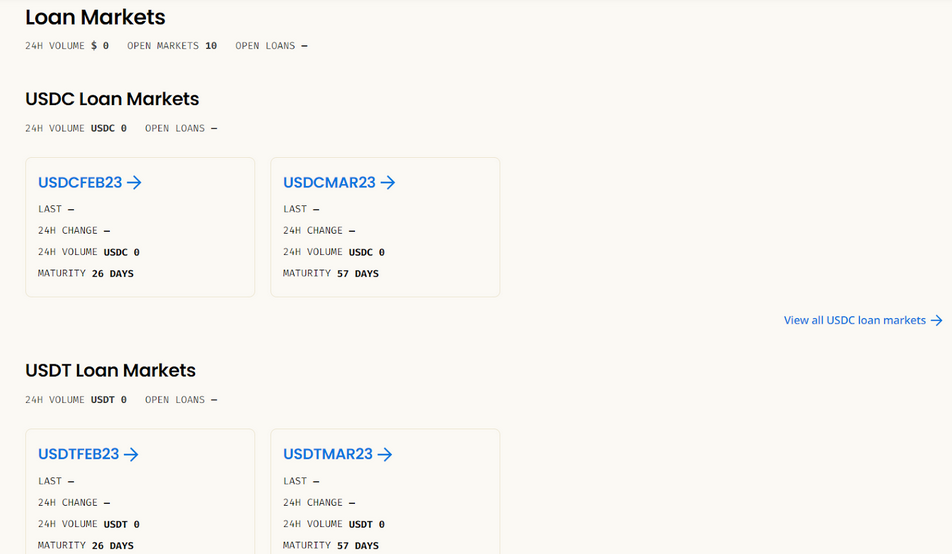 Loan Markets
24H VOLUME $ 0 OPEN MARKETS 10 OPEN LOANS –
USDC Loan Markets
24H VOLUME USDC 0 OPEN LOANS –
USDCFEB23 →
LAST –
24H CHANGE –
24H VOLUME USDC 0
MATURITY 26 DAYS
USDCMAR23 →
LAST –
24H CHANGE –
24H VOLUME USDC 0
MATURITY 57 DAYS
View all USDC loan markets →
USDT Loan Markets
24H VOLUME USDT 0 OPEN LOANS –
USDTFEB23 →
LAST –
24H CHANGE –
24H VOLUME USDT 0
MATURITY 26 DAYS
USDTMAR23 →
LAST –
24H CHANGE –
24H VOLUME USDT 0
MATURITY 57 DAYS